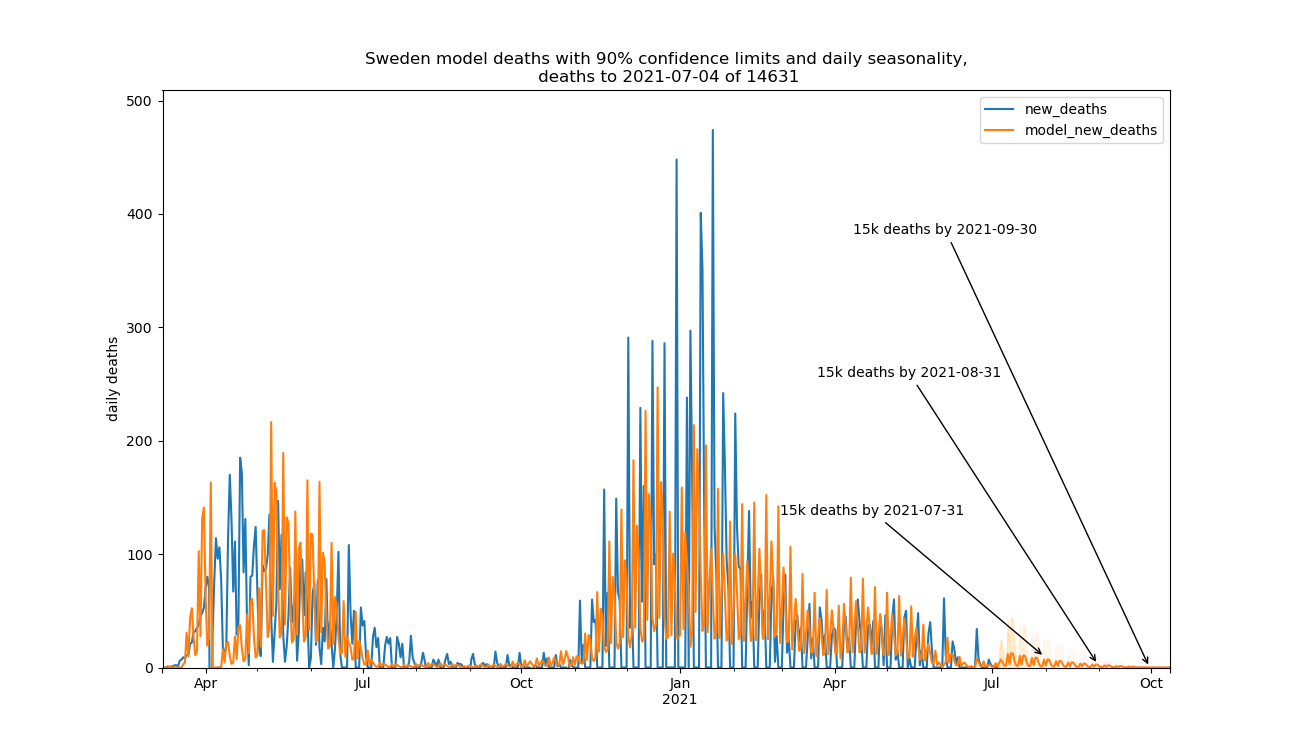 Sweden model deaths with 90% confidence limits and daily seasonality,
deaths to 2021-07-04 of 14631
new_deaths
model_new_deaths
500
400
300
200
100
0
daily deaths
15k deaths by 2021-09-30
15k deaths by 2021-08-31
15k deaths by 2021-07-31
Apr Jul Oct Jan Apr Jul Oct
2021